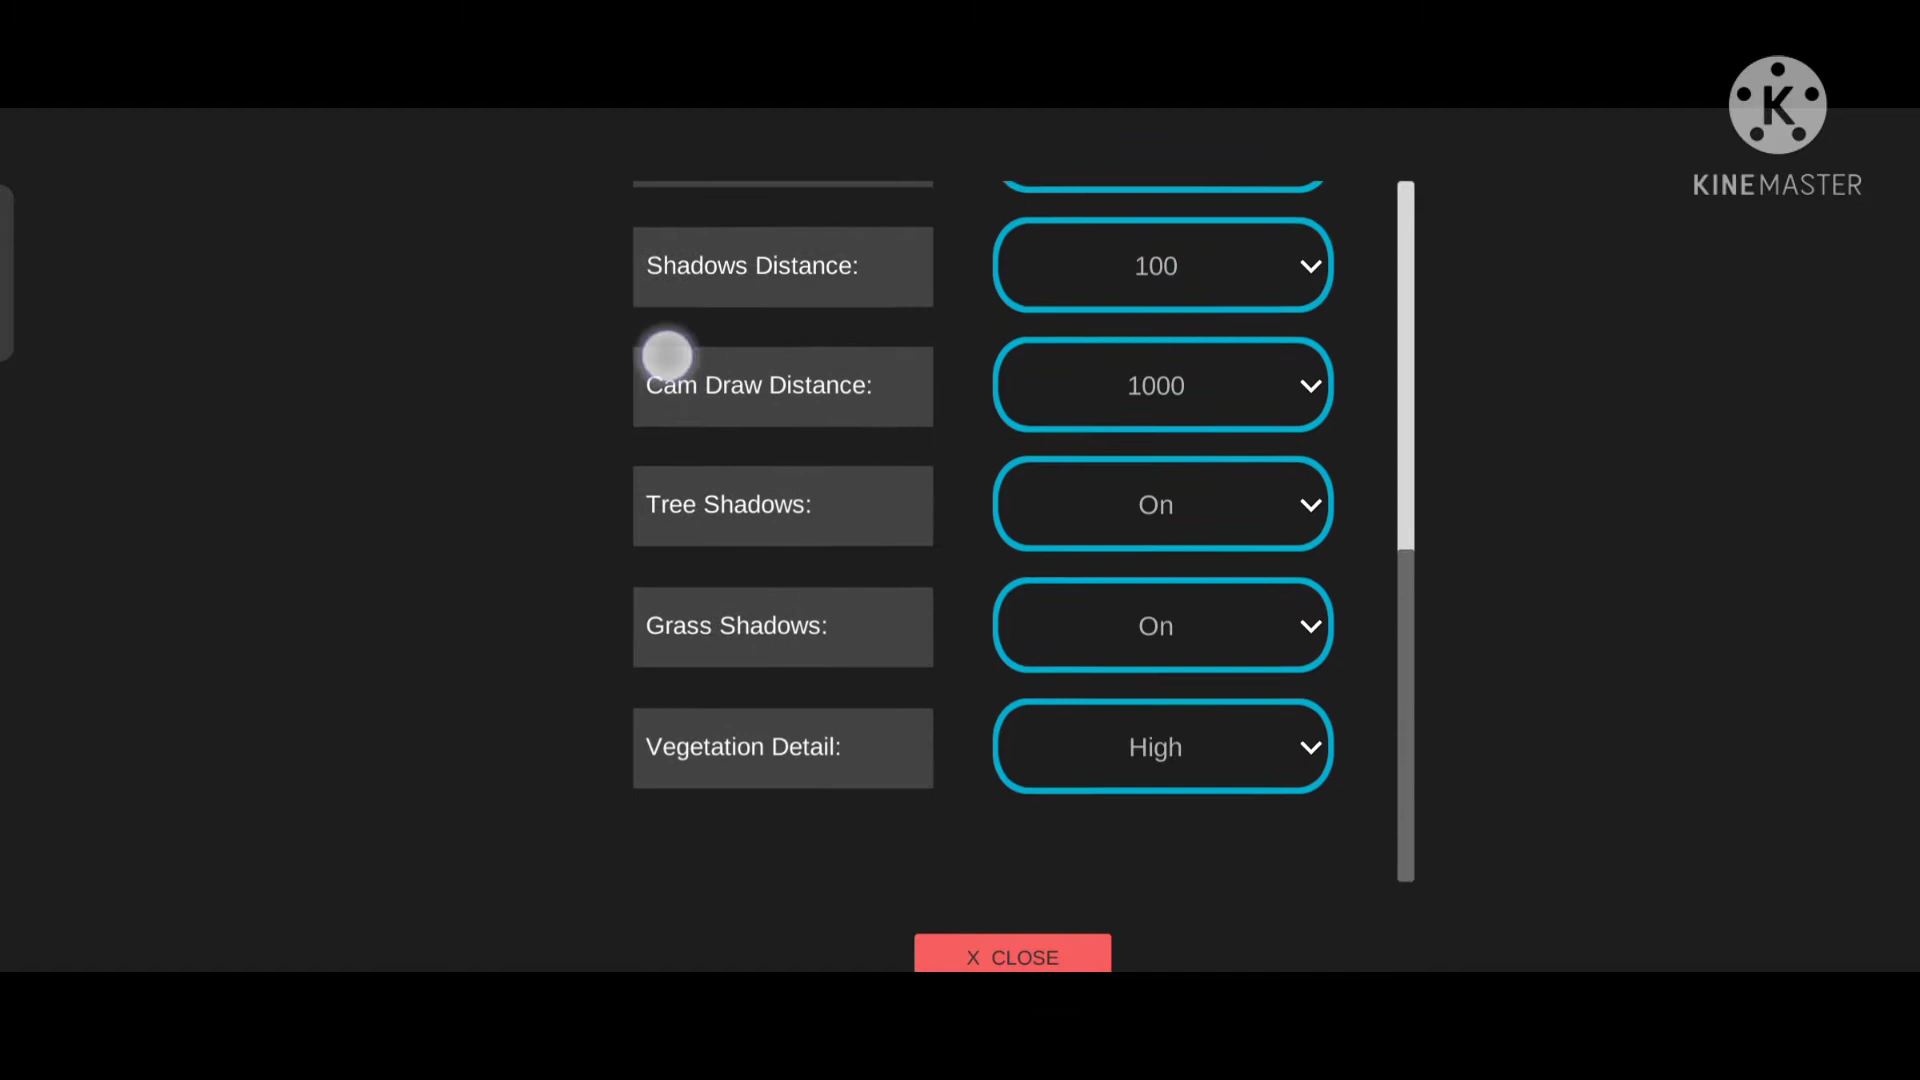 K
KINEMASTER
Shadows Distance:
100
Cam Draw Distance:
1000
Tree Shadows:
On
Grass Shadows:
On
Vegetation Detail:
High
X CLOSE